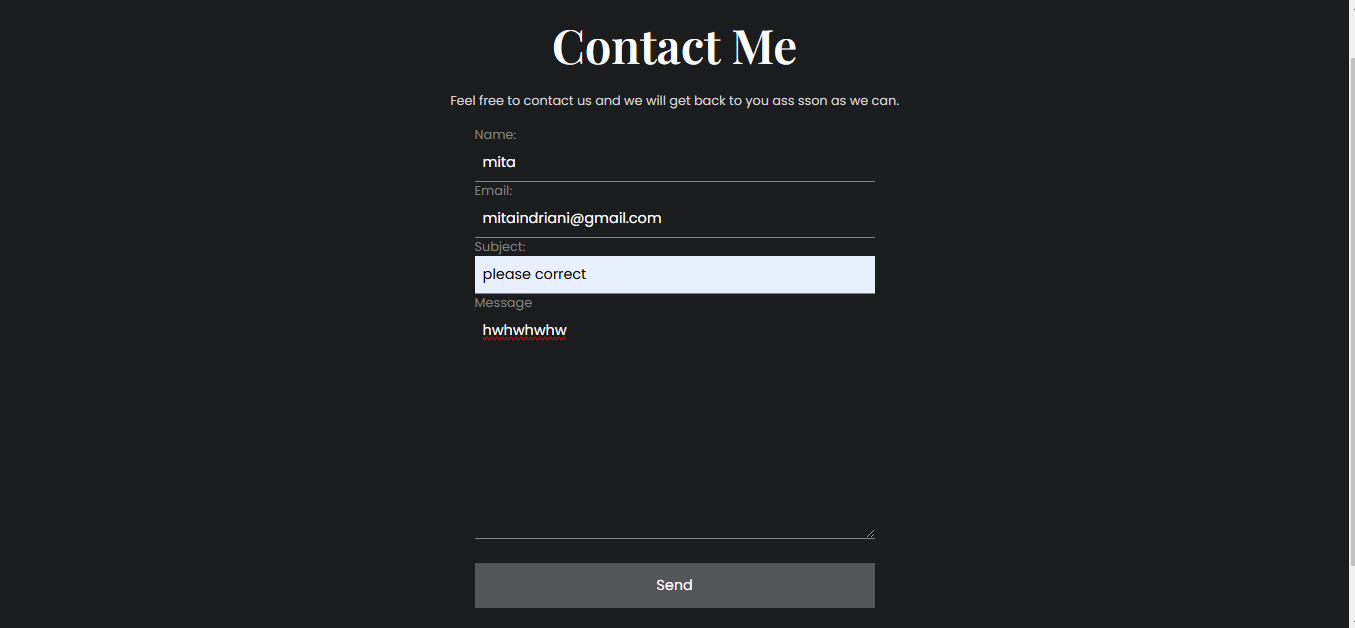 Contact Me
Feel free to contact us and we will get back to you ass sson as we can.
Name:
mita
Email:
mitaindriani@gmail.com
Subject:
please correct
Message
hwhwhwhw
Send